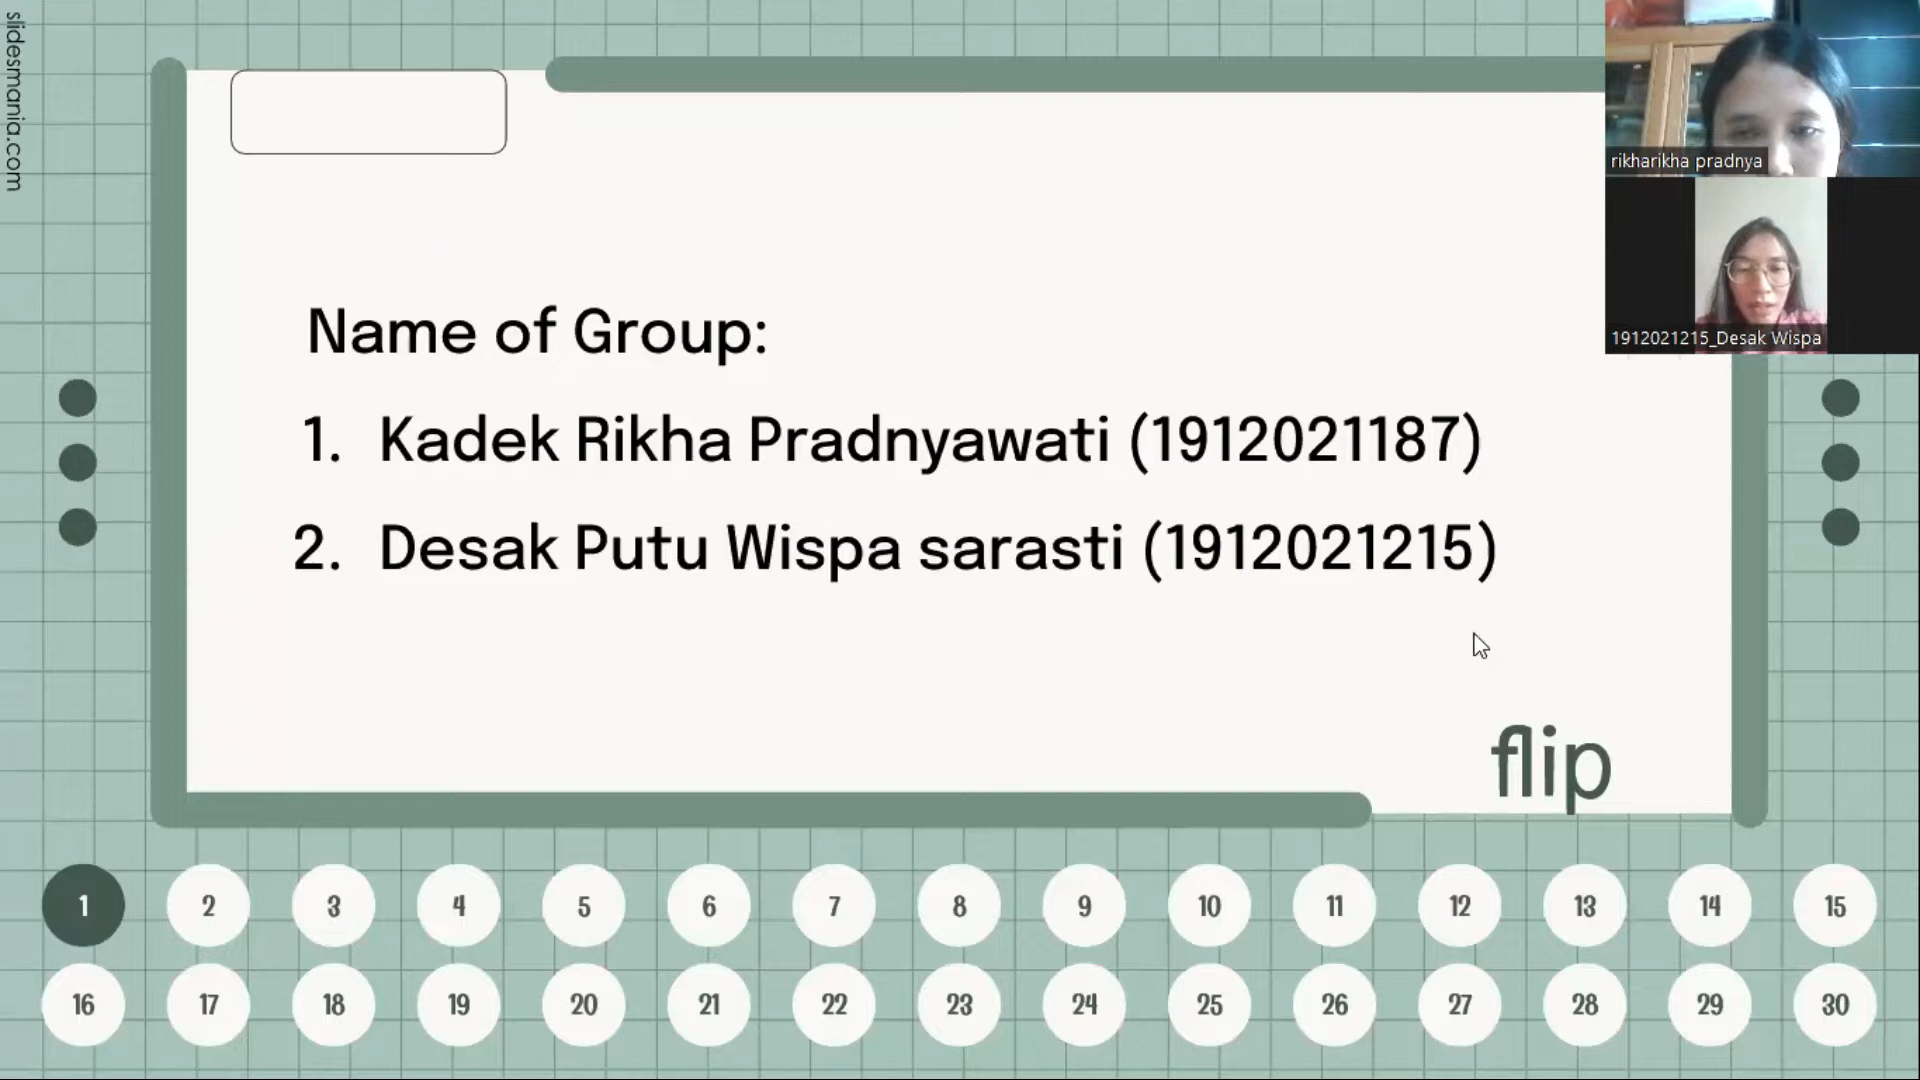 slidesmania.com
rikharikha pradnya
1912021215_Desak Wispa
Name of Group:
1. Kadek Rikha Pradnyawati (1912021187)
2. Desak Putu Wispa sarasti (1912021215)
flip
1 2 3 4 5 6 7 8 9 10 11 12 13 14 15
16 17 18 19 20 21 22 23 24 25 26 27 28 29 30